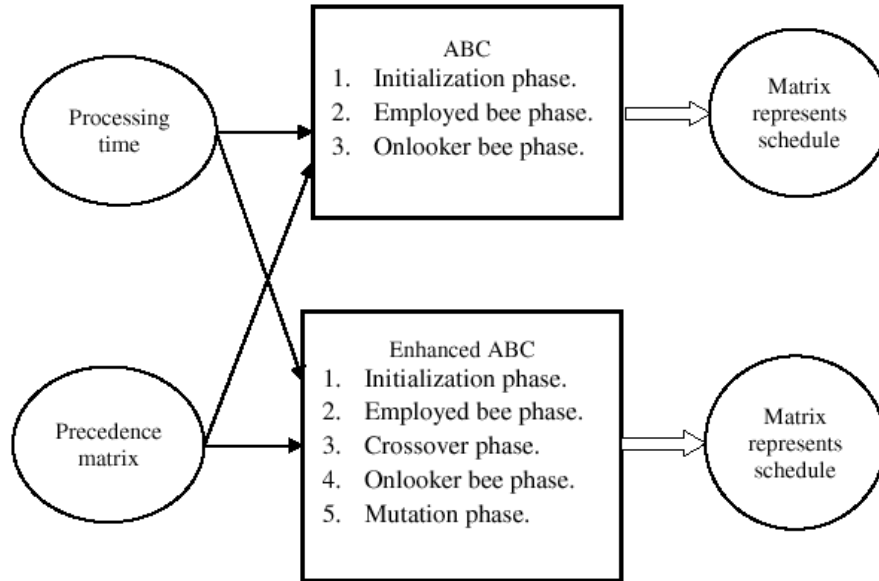 Processing
time
ABC
1. Initialization phase.
2. Employed bee phase.
3. Onlooker bee phase.
Matrix
represents
schedule
Precedence
matrix
Enhanced ABC
1. Initialization phase.
2. Employed bee phase.
3. Crossover phase.
4. Onlooker bee phase.
5. Mutation phase.
Matrix
represents
schedule